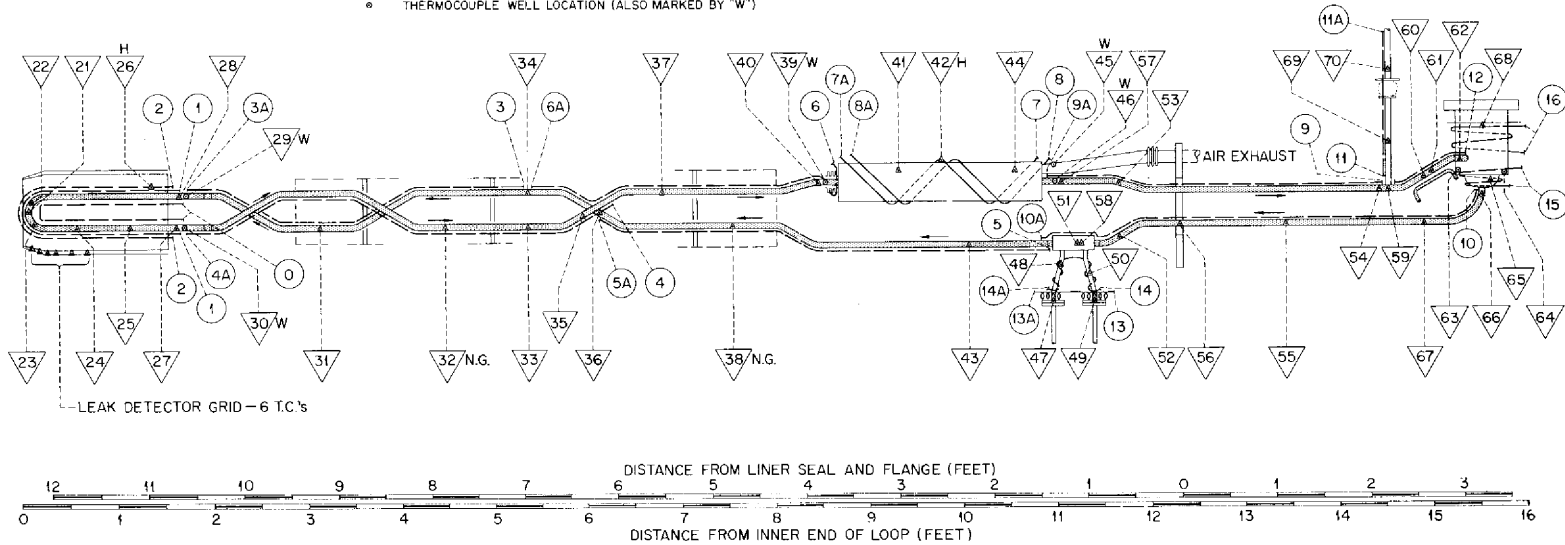 ⊗ THERMOCOUPLE WELL LOCATION (ALSO MARKED BY "W")
11A
60
62
H
W
69
70
61
12
68
22
21
26
28
34
37
40
39 W
7A
41
42 H
44
45
57
8A
W
46
53
16
2
1
3A
3
6A
6
7
8
9A
9
11
29 W
AIR EXHAUST
51
58
15
5
10A
10
4A
0
2
1
5A
4
48
50
54
59
65
14A
14
25
30 W
35
13A
13
63
66
64
23
24
27
31
32 N.G.
33
36
38 N.G.
43
47
49
52
56
55
67
LEAK DETECTOR GRID – 6 T.C.'s
DISTANCE FROM LINER SEAL AND FLANGE (FEET)
12 11 10 9 8 7 6 5 4 3 2 1 0 1 2 3
0 1 2 3 4 5 6 7 8 9 10 11 12 13 14 15 16
DISTANCE FROM INNER END OF LOOP (FEET)